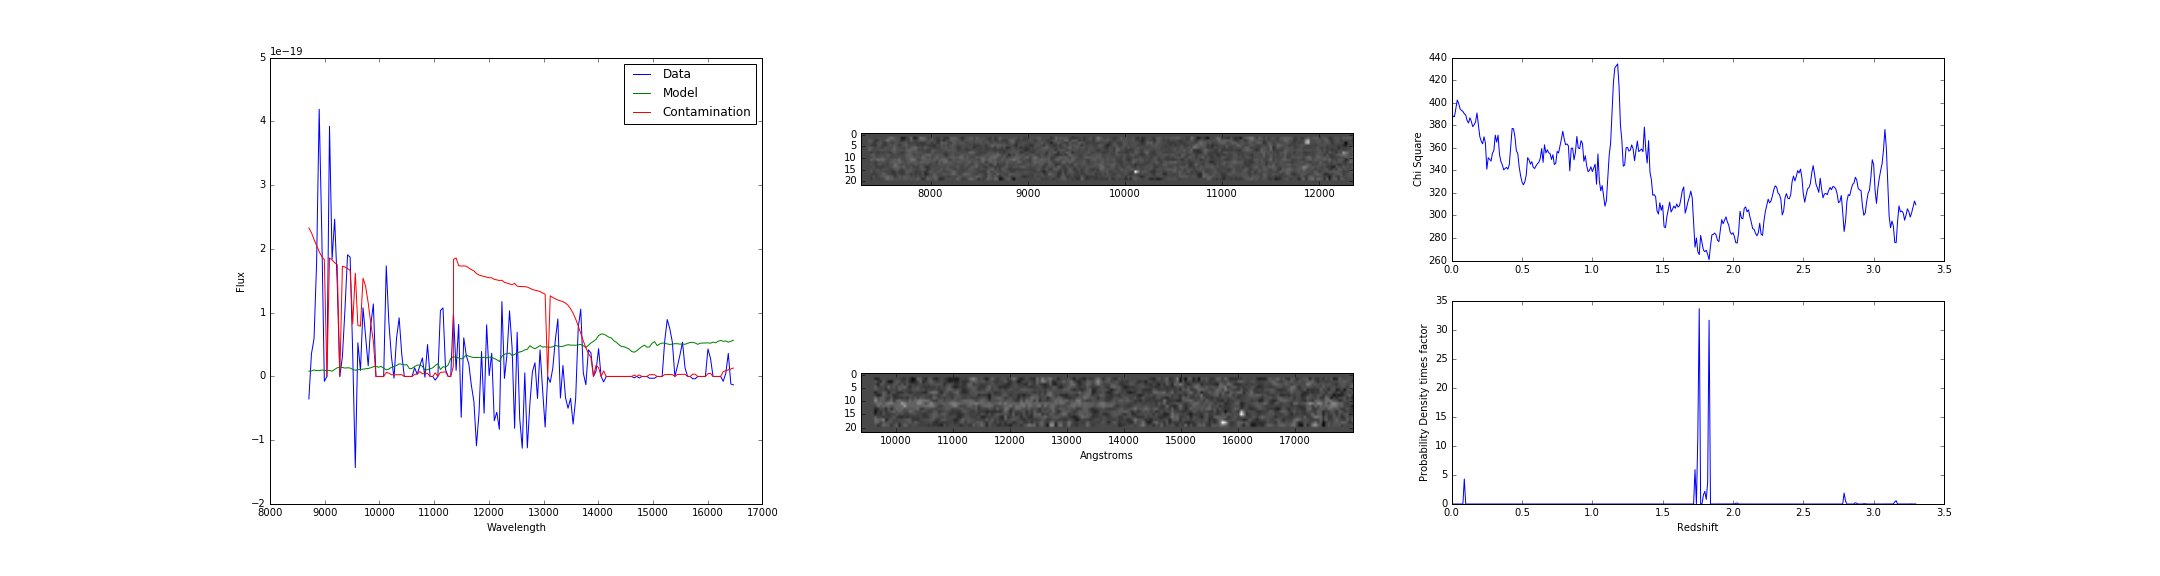 1e−19
5
4
3
2
1
0
−1
−2
Flux
8000 9000 10000 11000 12000 13000 14000 15000 16000 17000
Wavelength
Data
Model
Contamination
0
5
10
15
20
8000 9000 10000 11000 12000
0
5
10
15
20
10000 11000 12000 13000 14000 15000 16000 17000
Angstroms
440
420
400
380
360
340
320
300
280
260
Chi Square
0.0 0.5 1.0 1.5 2.0 2.5 3.0 3.5
35
30
25
20
15
10
5
0
Probability Density times factor
0.0 0.5 1.0 1.5 2.0 2.5 3.0 3.5
Redshift